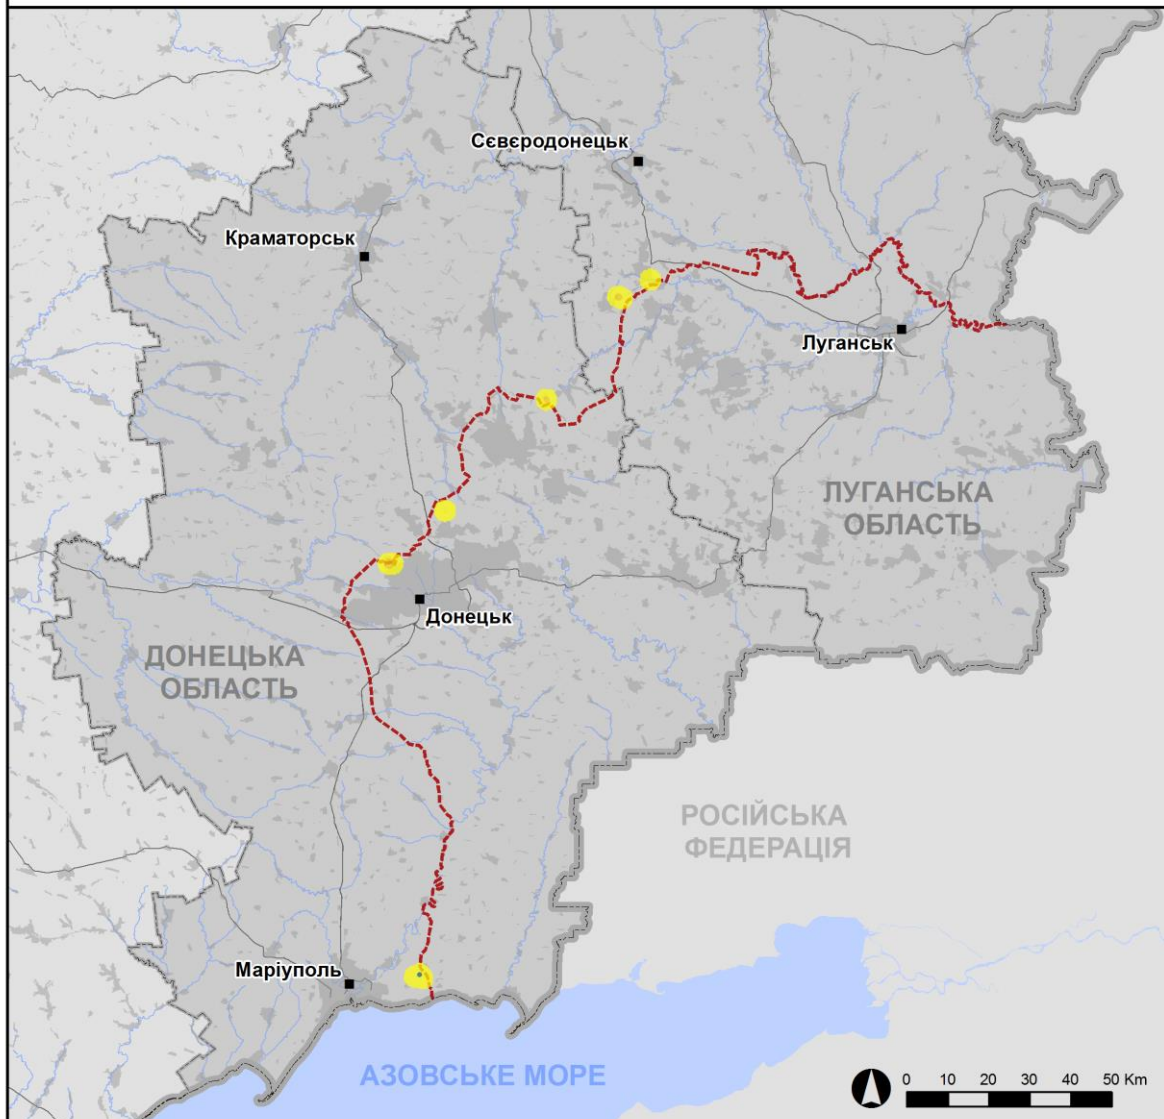 Сєвєродонецьк
Краматорськ
Луганськ
ЛУГАНСЬКА
ОБЛАСТЬ
Донецьк
ДОНЕЦЬКА
ОБЛАСТЬ
РОСІЙСЬКА
ФЕДЕРАЦІЯ
Маріуполь
АЗОВСЬКЕ МОРЕ
0 10 20 30 40 50 Km